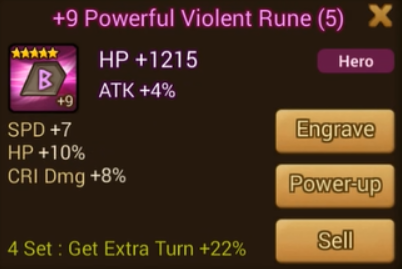 +9 Powerful Violent Rune (5)
HP +1215
Hero
ATK +4%
+9
SPD +7
HP +10%
CRI Dmg +8%
Engrave
Power-up
Sell
4 Set : Get Extra Turn +22%